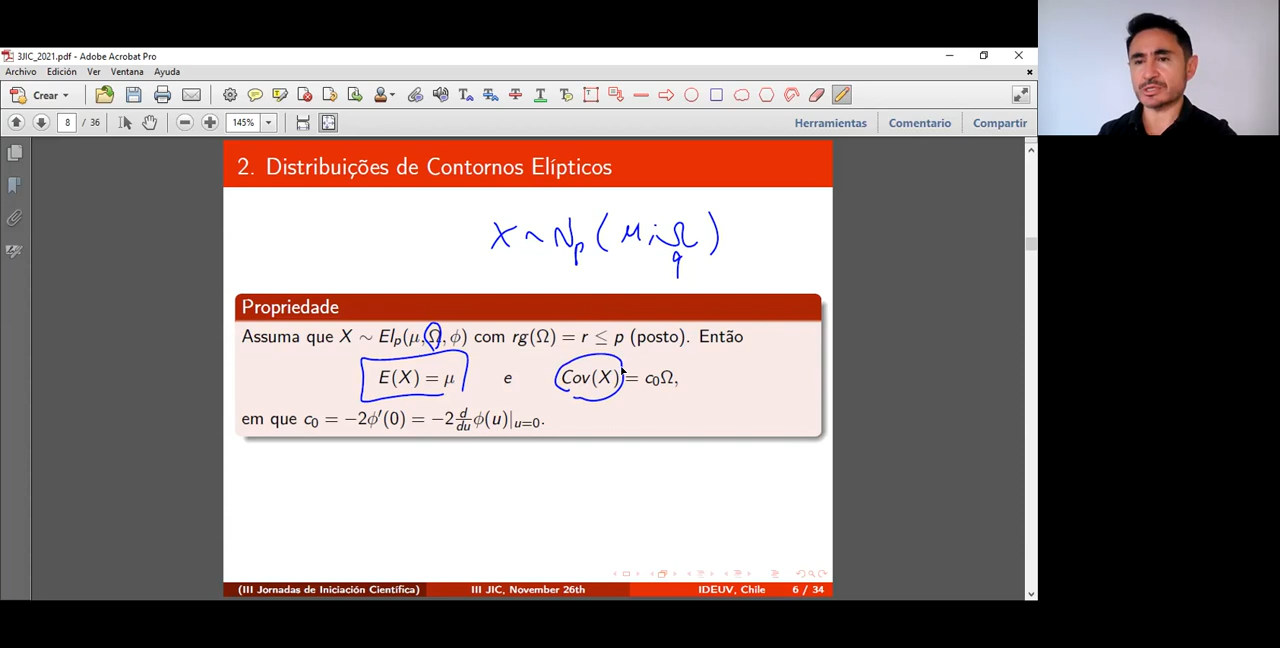 3JIC_2021.pdf - Adobe Acrobat Pro
Archivo Edición Ver Ventana Ayuda
Crear
8 / 36 145% Herramientas Comentario Compartir
2. Distribuições de Contornos Elípticos
X ~ N_p (μ; Ω)
Propriedade
Assuma que X ∼ El_p(μ, Ω, ϕ) com rg(Ω) = r ≤ p (posto). Então
E(X) = μ e Cov(X) = c₀Ω,
em que c₀ = −2ϕ′(0) = −2 d/du ϕ(u)|_{u=0}.
(III Jornadas de Iniciación Científica) III JIC, November 26th IDEUV, Chile 6 / 34